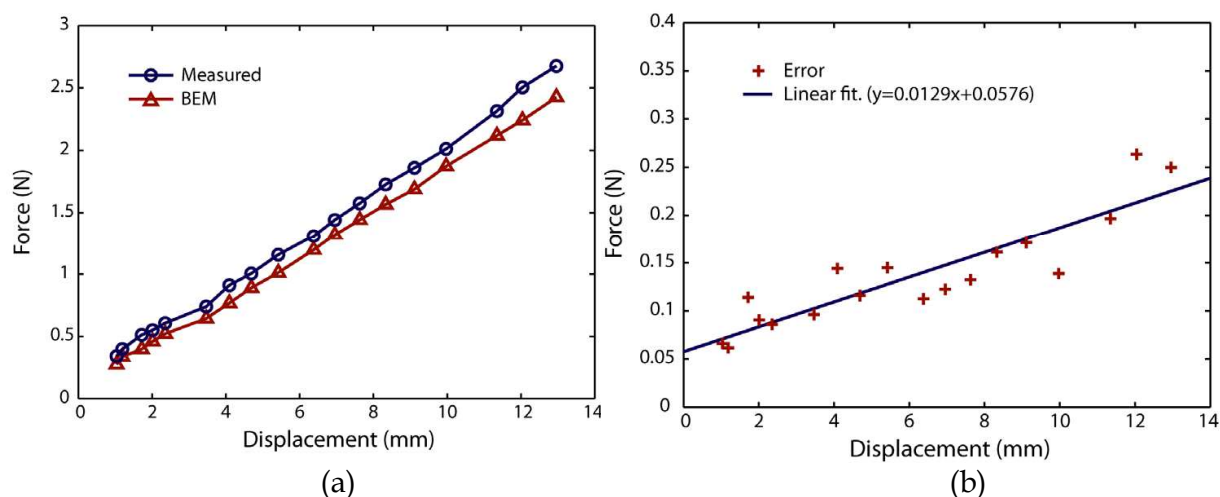 3
2.5
2
1.5
1
0.5
0
Force (N)
Measured
BEM
0 2 4 6 8 10 12 14
Displacement (mm)
(a)
0.4
0.35
0.3
0.25
0.2
0.15
0.1
0.05
0
Force (N)
Error
Linear fit. (y=0.0129x+0.0576)
0 2 4 6 8 10 12 14
Displacement (mm)
(b)